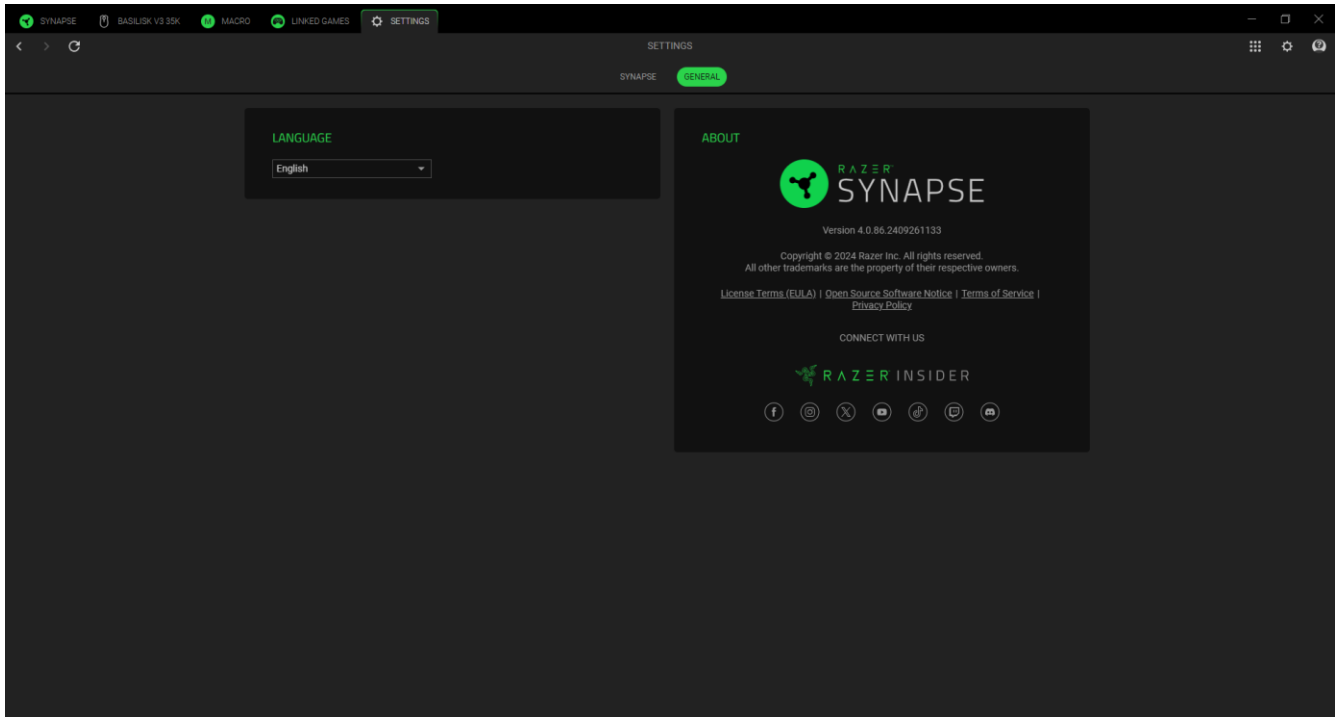 SYNAPSE BASILISK V3 35K MACRO LINKED GAMES SETTINGS
SETTINGS
SYNAPSE GENERAL
LANGUAGE
English
ABOUT
RAZER™
SYNAPSE
Version 4.0.86.2409261133
Copyright © 2024 Razer Inc. All rights reserved.
All other trademarks are the property of their respective owners.
License Terms (EULA) | Open Source Software Notice | Terms of Service |
Privacy Policy
CONNECT WITH US
RAZER INSIDER